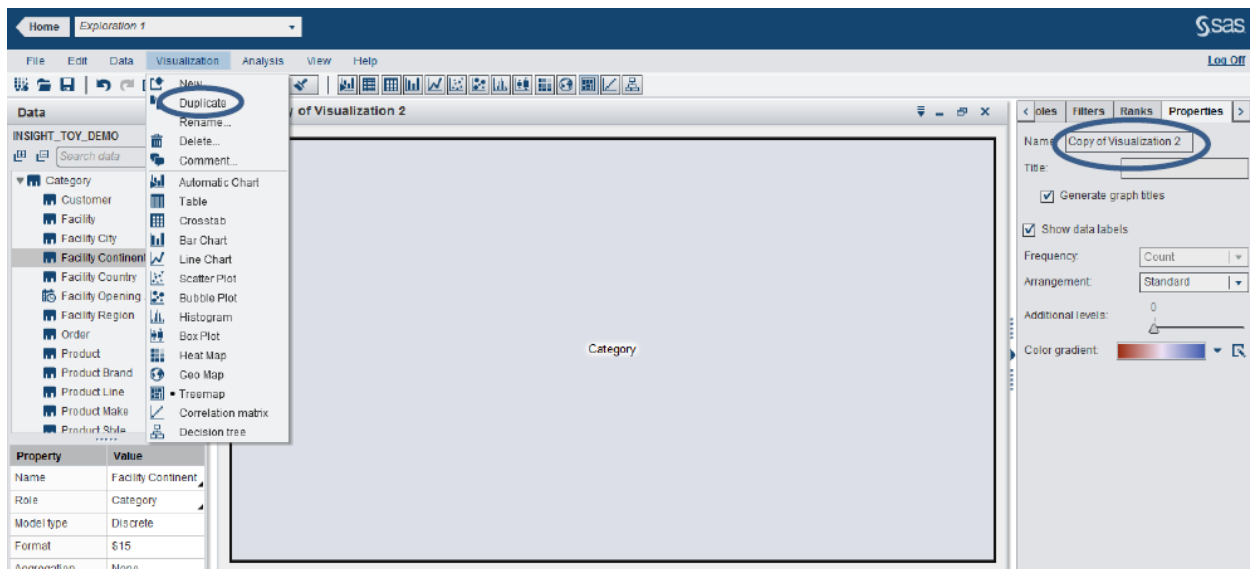 Home Exploration 1
sas
File Edit Data Visualization Analysis View Help
Log Off
New...
Data
Duplicate
of Visualization 2
oles Filters Ranks Properties
Rename...
INSIGHT_TOY_DEMO
Delete...
Name: Copy of Visualization 2
Search data
Comment...
Title:
Category
Automatic Chart
Generate graph titles
Customer
Table
Facility
Crosstab
Show data labels
Facility City
Bar Chart
Facility Continent
Line Chart
Frequency: Count
Facility Country
Scatter Plot
Arrangement: Standard
Facility Opening
Bubble Plot
Facility Region
Histogram
Additional levels: 0
Order
Box Plot
Product
Heat Map
Category
Color gradient:
Product Brand
Geo Map
Product Line
Treemap
Product Make
Correlation matrix
Product Style
Decision tree
Property Value
Name Facility Continent
Role Category
Model type Discrete
Format $15
Aggregation None